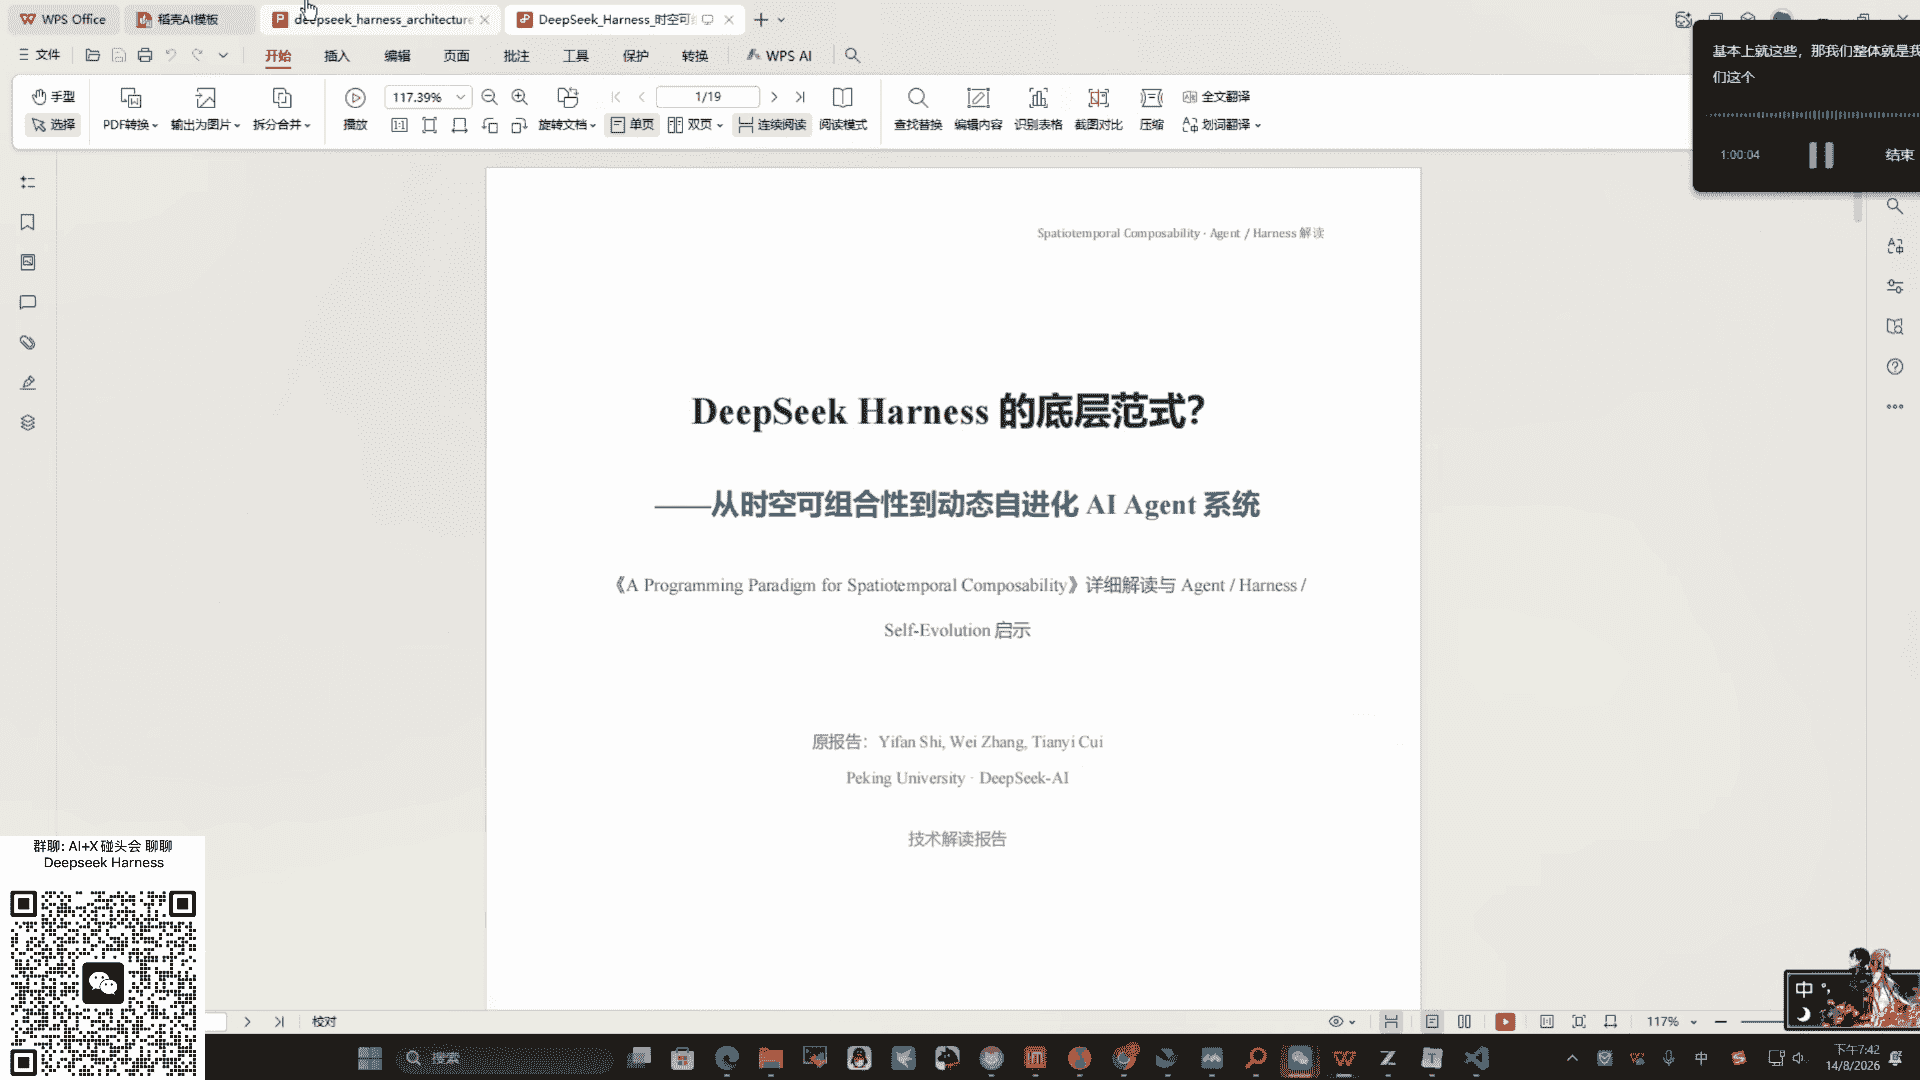 WPS Office
稻壳AI模板
deepseek_harness_architecture
DeepSeek_Harness_时空可
文件
开始
插入
编辑
页面
批注
工具
保护
转换
WPS AI
手型
选择
PDF转换
输出为图片
拆分合并
播放
117.39%
旋转文档
1/19
单页
双页
连续阅读
阅读模式
查找替换
编辑内容
识别表格
截图对比
压缩
全文翻译
划词翻译
基本上就这些，那我们整体就是我
们这个
1:00:04
结束
Spatiotemporal Composability · Agent / Harness 解读
DeepSeek Harness 的底层范式?
——从时空可组合性到动态自进化 AI Agent 系统
《A Programming Paradigm for Spatiotemporal Composability》详细解读与 Agent / Harness /
Self-Evolution 启示
原报告：Yifan Shi, Wei Zhang, Tianyi Cui
Peking University · DeepSeek-AI
技术解读报告
群聊: AI+X 碰头会 聊聊
Deepseek Harness
校对
117%
中
搜索
中
下午7:42
14/8/2026